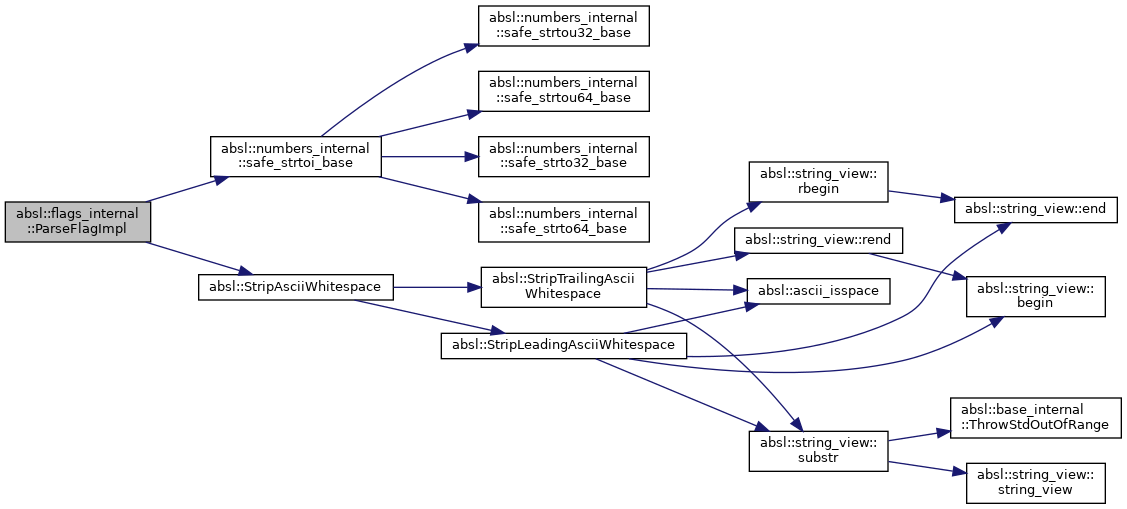 absl::flags_internal
::ParseFlagImpl
absl::numbers_internal
::safe_strtoi_base
absl::numbers_internal
::safe_strtou32_base
absl::numbers_internal
::safe_strtou64_base
absl::numbers_internal
::safe_strto32_base
absl::numbers_internal
::safe_strto64_base
absl::StripAsciiWhitespace
absl::StripTrailingAscii
Whitespace
absl::StripLeadingAsciiWhitespace
absl::string_view::
rbegin
absl::string_view::rend
absl::ascii_isspace
absl::string_view::
substr
absl::string_view::end
absl::string_view::
begin
absl::base_internal
::ThrowStdOutOfRange
absl::string_view::
string_view